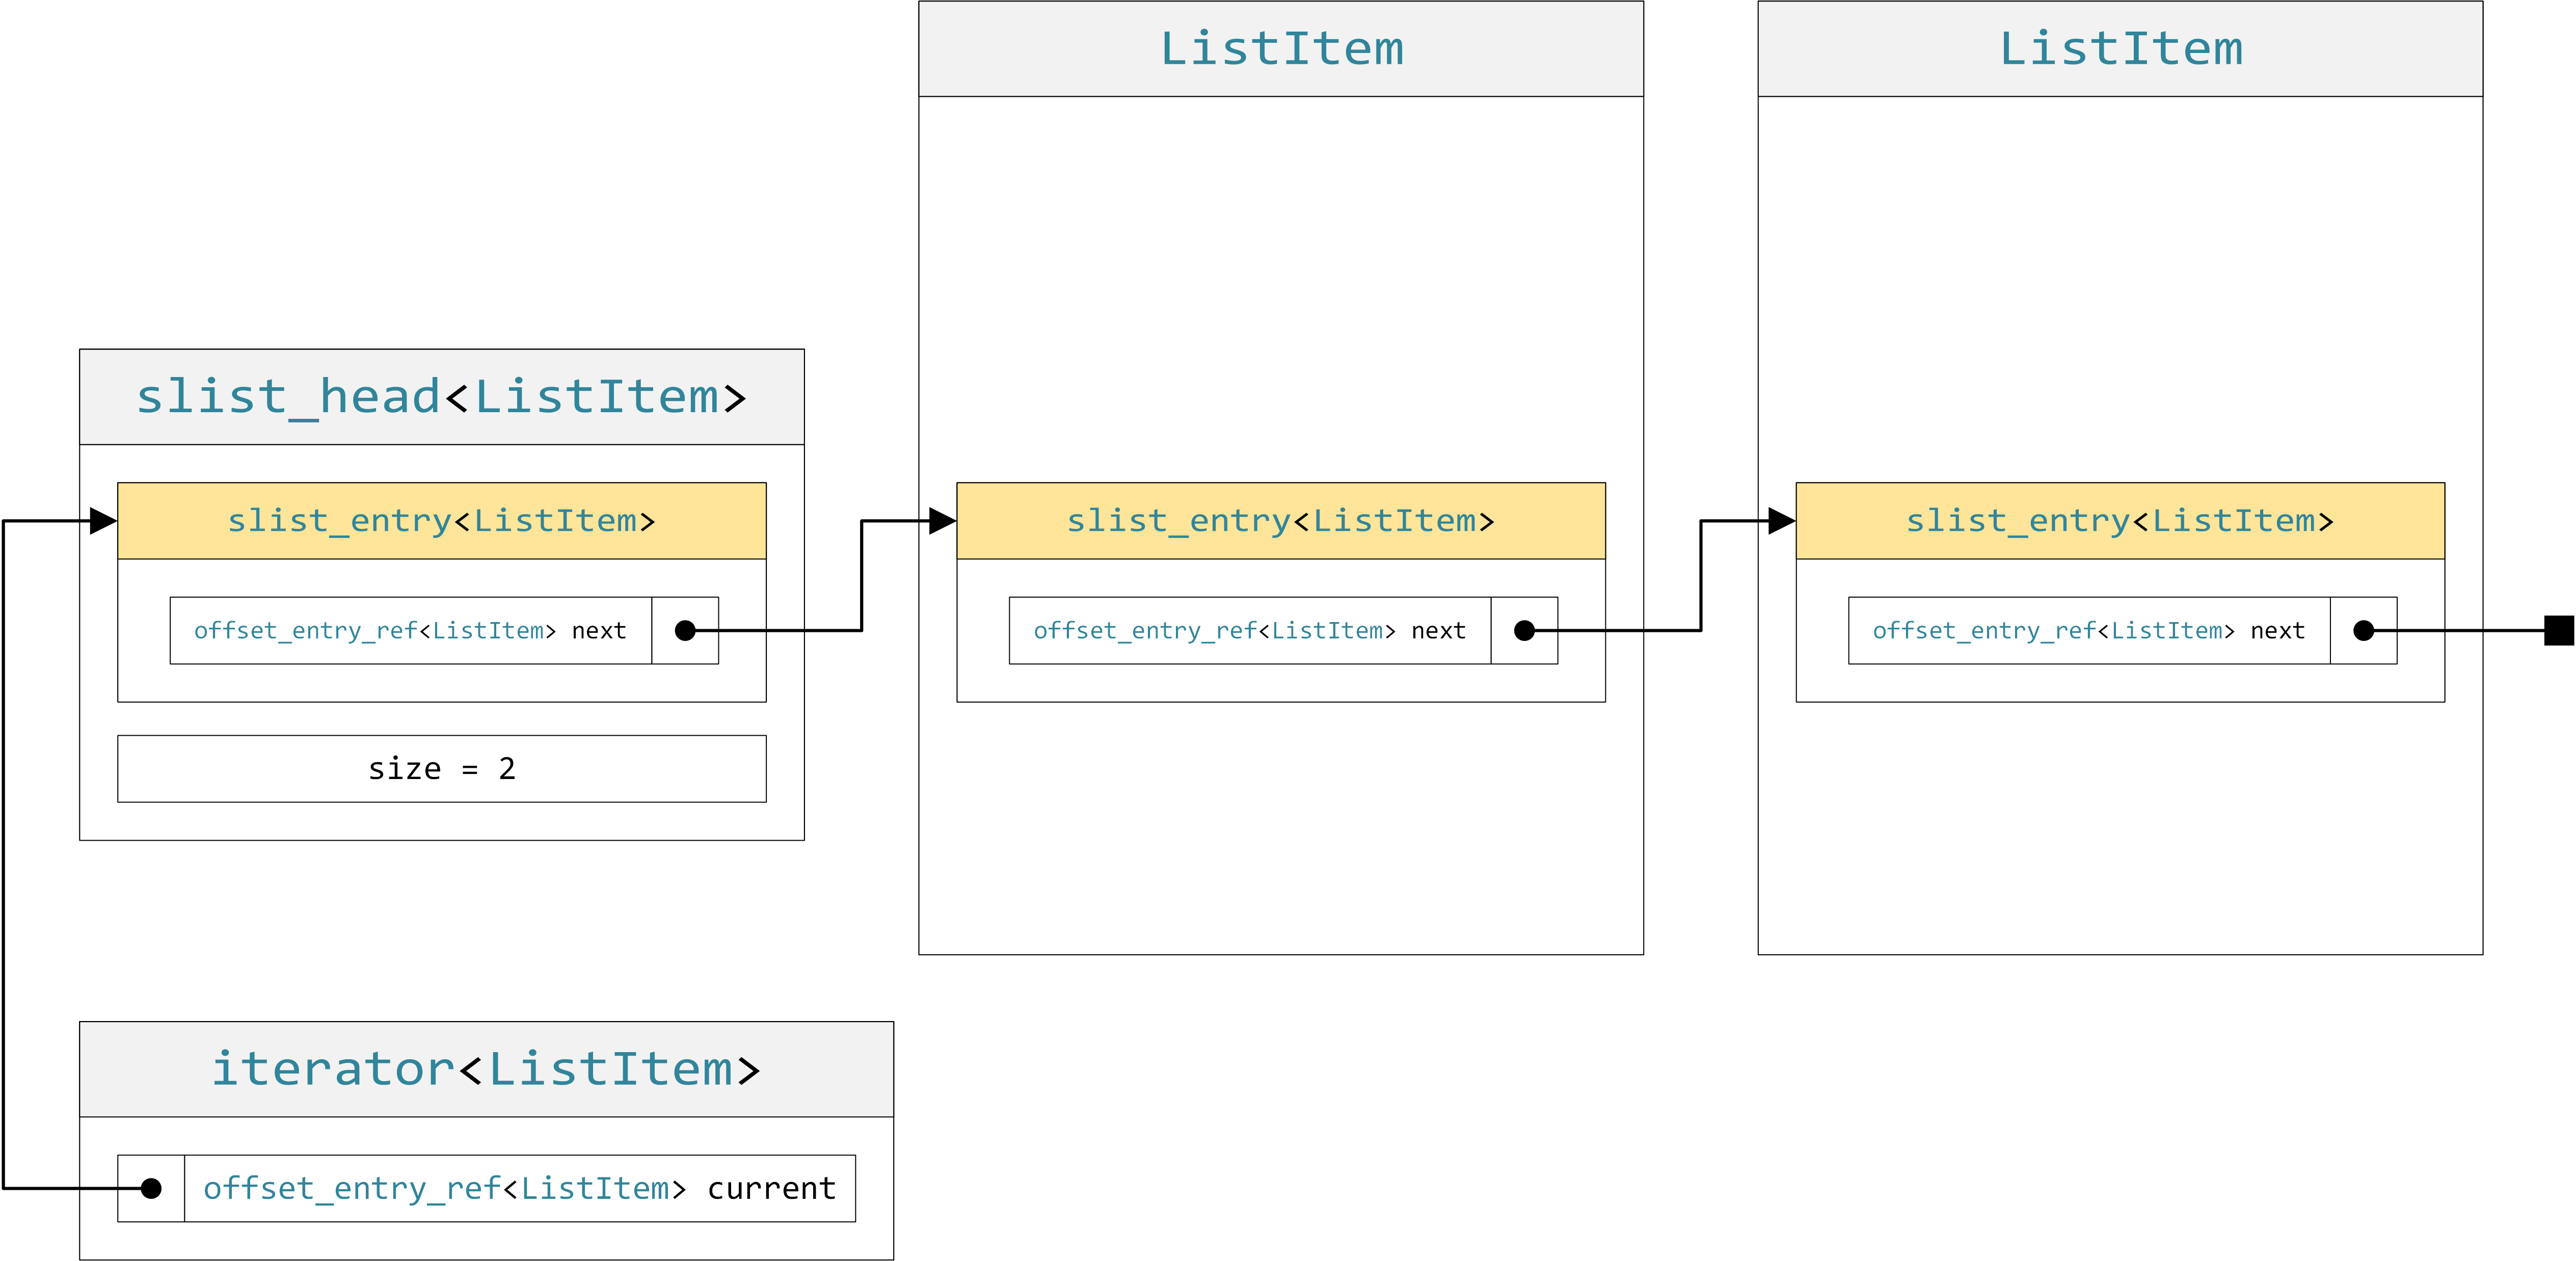 ListItem
ListItem
slist_head<ListItem>
slist_entry<ListItem>
slist_entry<ListItem>
slist_entry<ListItem>
offset_entry_ref<ListItem> next
offset_entry_ref<ListItem> next
offset_entry_ref<ListItem> next
size = 2
iterator<ListItem>
offset_entry_ref<ListItem> current